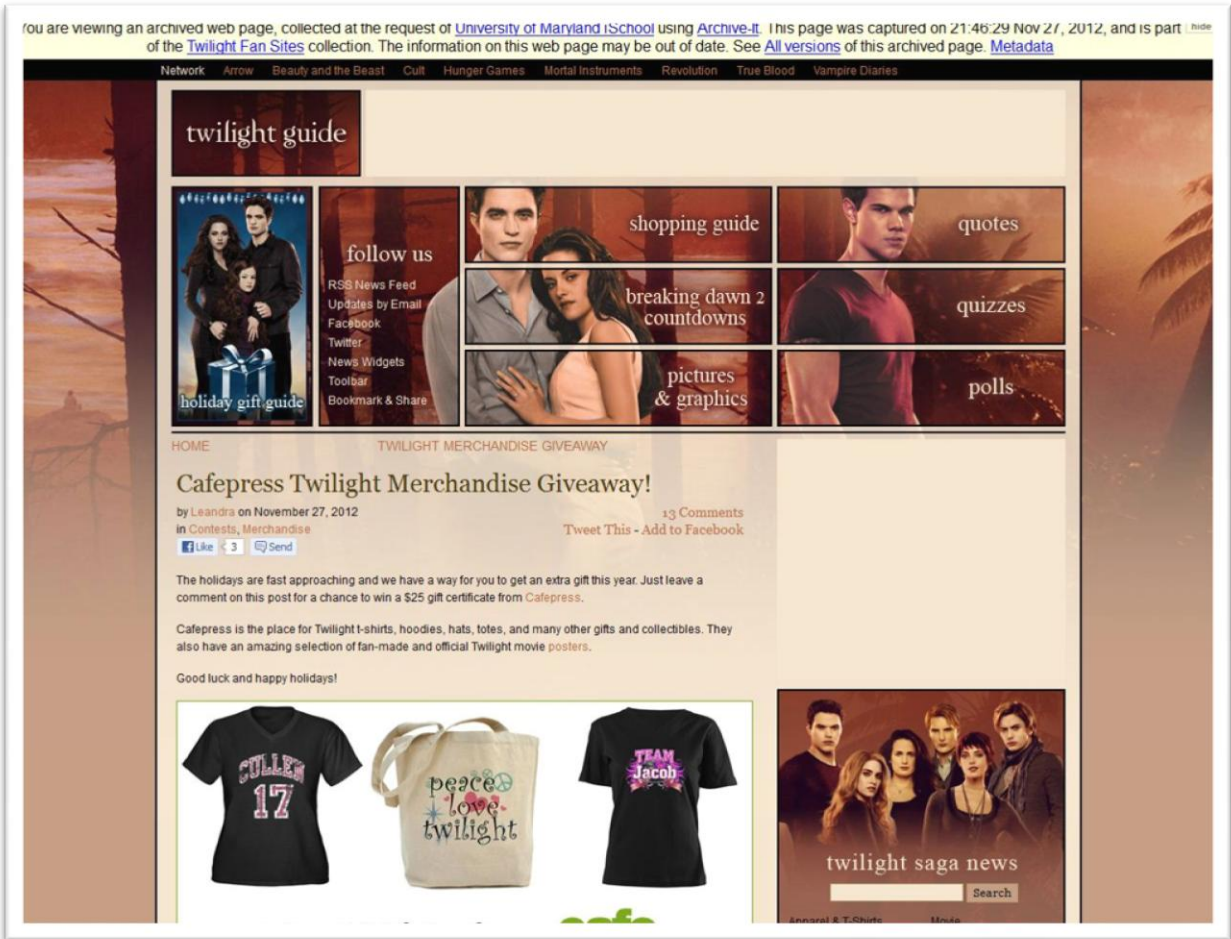 You are viewing an archived web page, collected at the request of University of Maryland iSchool using Archive-It. This page was captured on 21:46:29 Nov 27, 2012, and is part hide
of the Twilight Fan Sites collection. The information on this web page may be out of date. See All versions of this archived page. Metadata
Network Arrow Beauty and the Beast Cult Hunger Games Mortal Instruments Revolution True Blood Vampire Diaries
twilight guide
holiday gift guide
follow us
RSS News Feed
Updates by Email
Facebook
Twitter
News Widgets
Toolbar
Bookmark & Share
shopping guide
breaking dawn 2
countdowns
pictures
& graphics
quotes
quizzes
polls
HOME TWILIGHT MERCHANDISE GIVEAWAY
Cafepress Twilight Merchandise Giveaway!
by Leandra on November 27, 2012
in Contests, Merchandise
Like 3 Send
13 Comments
Tweet This - Add to Facebook
The holidays are fast approaching and we have a way for you to get an extra gift this year. Just leave a
comment on this post for a chance to win a $25 gift certificate from Cafepress.
Cafepress is the place for Twilight t-shirts, hoodies, hats, totes, and many other gifts and collectibles. They
also have an amazing selection of fan-made and official Twilight movie posters.
Good luck and happy holidays!
CULLEN
17
peace
love
twilight
TEAM
Jacob
twilight saga news
Search
Apparel & T-Shirts Movie